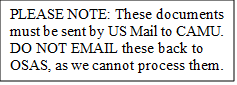 PLEASE NOTE: These documents
must be sent by US Mail to CAMU.
DO NOT EMAIL these back to
OSAS, as we cannot process them.